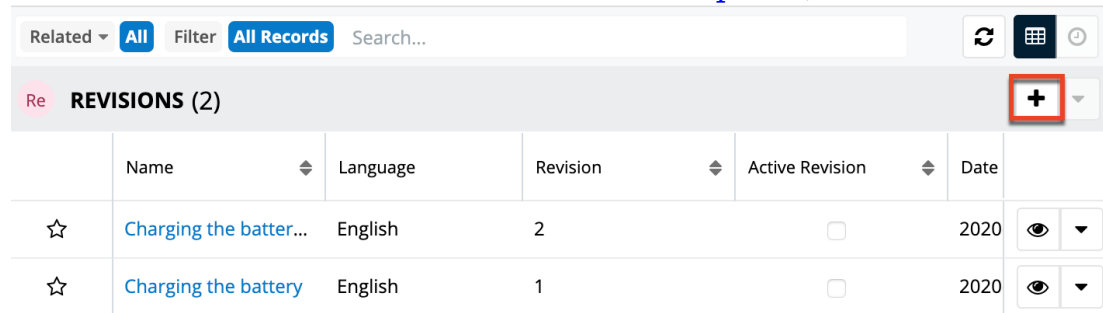 Related All Filter All Records Search...
Re REVISIONS (2)
Name Language Revision Active Revision Date
Charging the batter... English 2 2020
Charging the battery English 1 2020